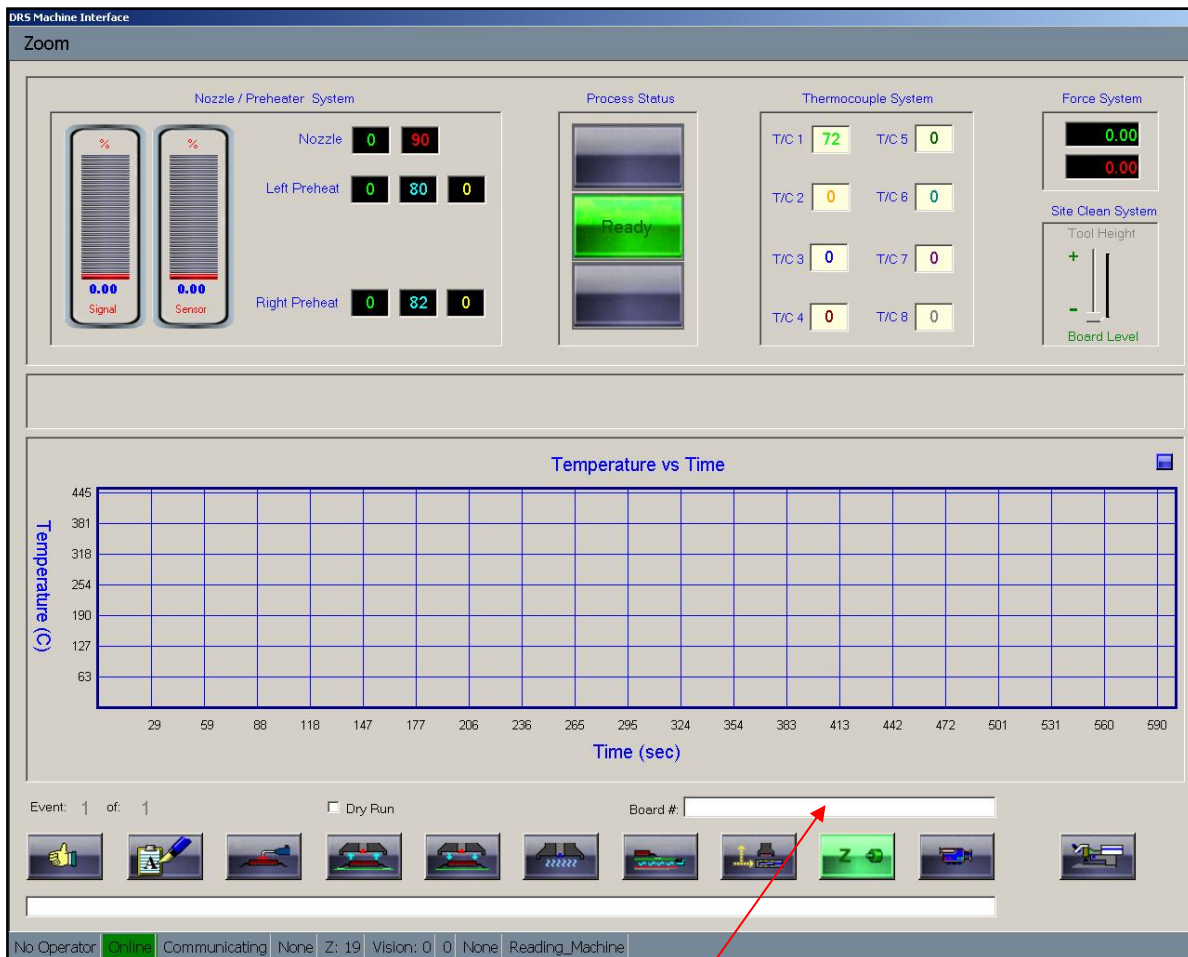 DRS Machine Interface
Zoom
Nozzle / Preheater System
%
%
0.00
0.00
Signal
Sensor
Nozzle 0 90
Left Preheat 0 80 0
Right Preheat 0 82 0
Process Status
Ready
Thermocouple System
T/C 1 72 T/C 5 0
T/C 2 0 T/C 6 0
T/C 3 0 T/C 7 0
T/C 4 0 T/C 8 0
Force System
0.00
0.00
Site Clean System
Tool Height
+
-
Board Level
Temperature vs Time
Temperature (C)
445
381
318
254
190
127
63
29 59 88 118 147 177 206 236 265 295 324 354 383 413 442 472 501 531 560 590
Time (sec)
Event: 1 of: 1 Dry Run Board #:
A
Z
No Operator Online Communicating None Z: 19 Vision: 0 0 None Reading_Machine